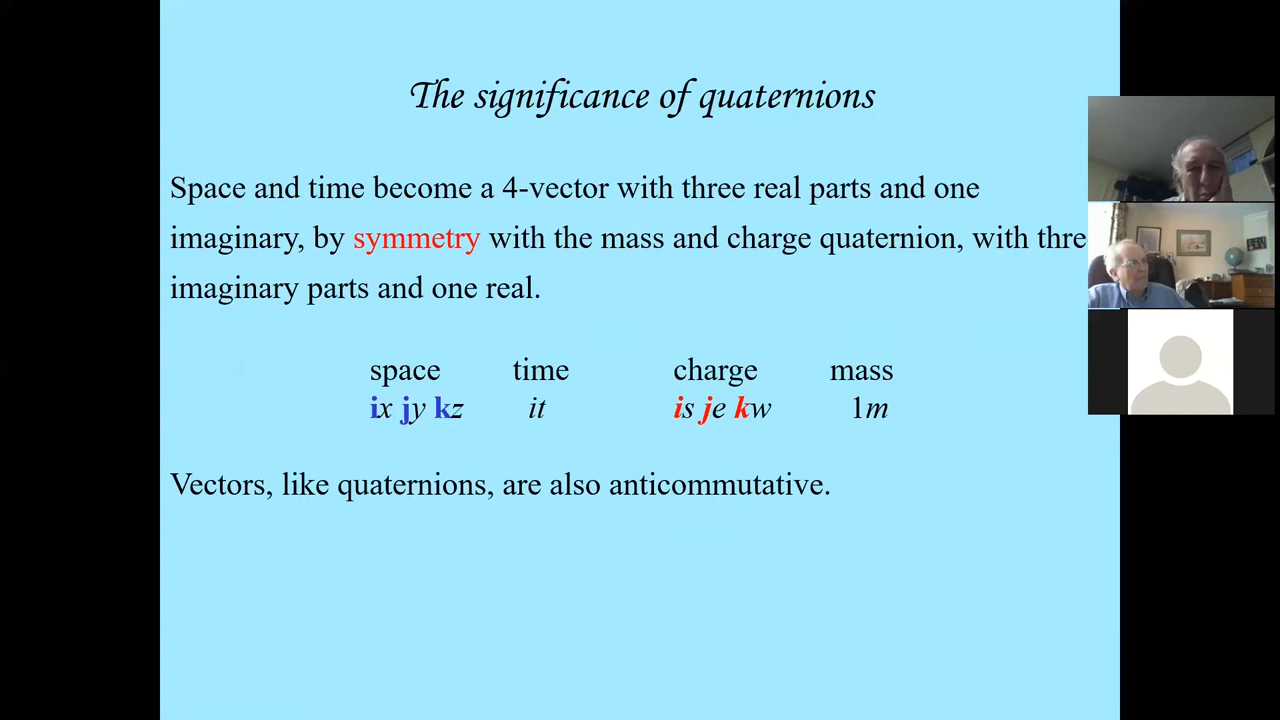 The significance of quaternions
Space and time become a 4-vector with three real parts and one
imaginary, by symmetry with the mass and charge quaternion, with thre
imaginary parts and one real.
space time charge mass
ix jy kz it is je kw 1m
Vectors, like quaternions, are also anticommutative.